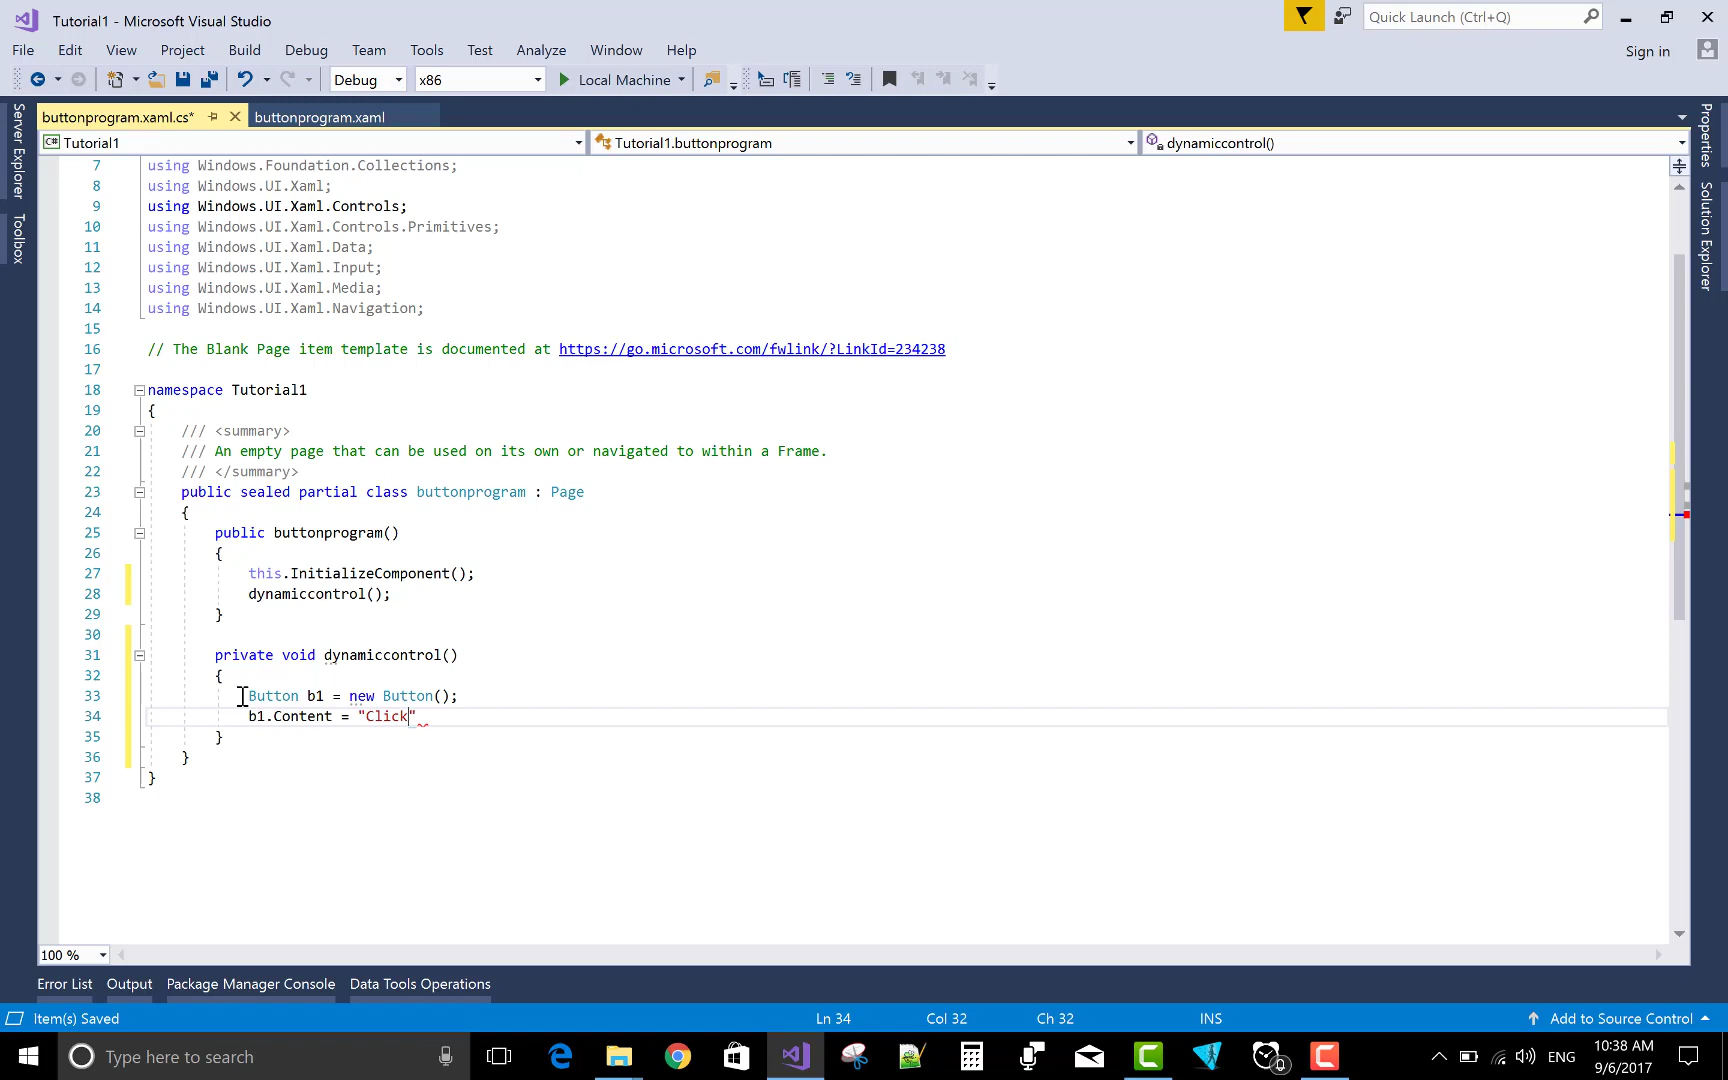 Tutorial1 - Microsoft Visual Studio
Quick Launch (Ctrl+Q)
File Edit View Project Build Debug Team Tools Test Analyze Window Help
Sign in
Debug x86 Local Machine
Server Explorer
Toolbox
Properties
Solution Explorer
buttonprogram.xaml.cs* buttonprogram.xaml
C# Tutorial1 Tutorial1.buttonprogram dynamiccontrol()
7 using Windows.Foundation.Collections;
8 using Windows.UI.Xaml;
9 using Windows.UI.Xaml.Controls;
10 using Windows.UI.Xaml.Controls.Primitives;
11 using Windows.UI.Xaml.Data;
12 using Windows.UI.Xaml.Input;
13 using Windows.UI.Xaml.Media;
14 using Windows.UI.Xaml.Navigation;
15
16 // The Blank Page item template is documented at https://go.microsoft.com/fwlink/?LinkId=234238
17
18 namespace Tutorial1
19 {
20 /// <summary>
21 /// An empty page that can be used on its own or navigated to within a Frame.
22 /// </summary>
23 public sealed partial class buttonprogram : Page
24 {
25 public buttonprogram()
26 {
27 this.InitializeComponent();
28 dynamiccontrol();
29 }
30
31 private void dynamiccontrol()
32 {
33 Button b1 = new Button();
34 b1.Content = "Click"
35 }
36 }
37 }
38
100 %
Error List Output Package Manager Console Data Tools Operations
Item(s) Saved Ln 34 Col 32 Ch 32 INS Add to Source Control
Type here to search
ENG
10:38 AM
9/6/2017